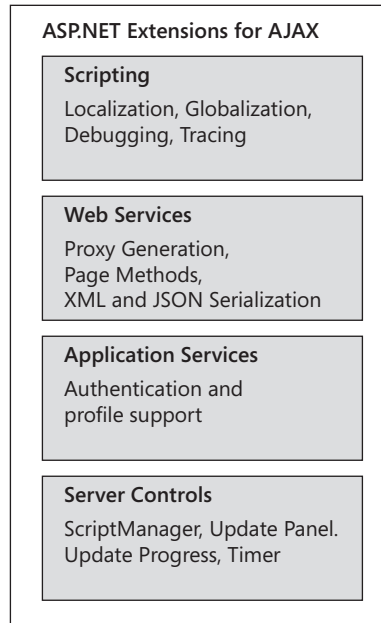 ASP.NET Extensions for AJAX
Scripting
Localization, Globalization,
Debugging, Tracing
Web Services
Proxy Generation,
Page Methods,
XML and JSON Serialization
Application Services
Authentication and
profile support
Server Controls
ScriptManager, Update Panel.
Update Progress, Timer